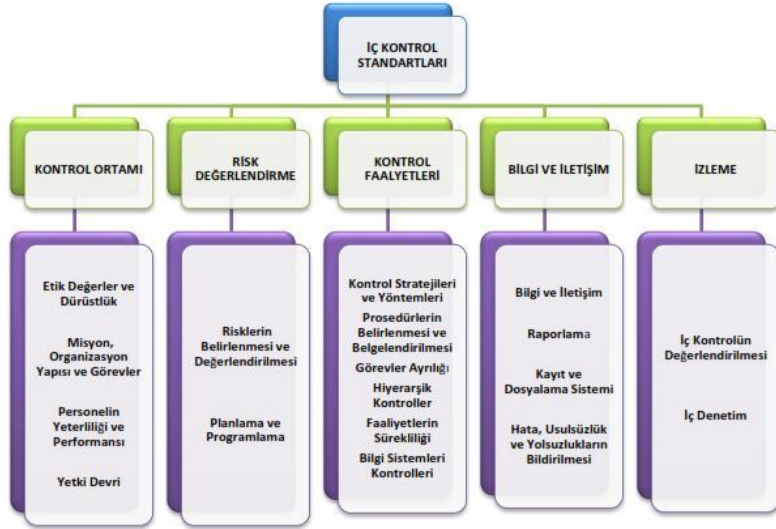 İÇ KONTROL
STANDARTLARI
KONTROL ORTAMI
RİSK
DEĞERLENDİRME
KONTROL
FAALYETLERİ
BİLGİ VE İLETİŞİM
İZLEME
Etik Değerler ve
Dürüstlük
Misyon,
Organizasyon
Yapısı ve Görevler
Personelin
Yeterliliği ve
Performansı
Yetki Devri
Risklerin
Belirlenmesi ve
Değerlendirilmesi
Planlama ve
Programlama
Kontrol Stratejileri
ve Yöntemleri
Prosedürlerin
Belirlenmesi ve
Belgelendirilmesi
Görevler Ayrılığı
Hiyerarşik
Kontroller
Faaliyetlerin
Sürekliliği
Bilgi Sistemleri
Kontrolleri
Bilgi ve İletişim
Raporlama
Kayıt ve
Dosyalama Sistemi
Hata, Usulsüzlük
ve Yolsuzlukların
Bildirilmesi
İç Kontrolün
Değerlendirilmesi
İç Denetim